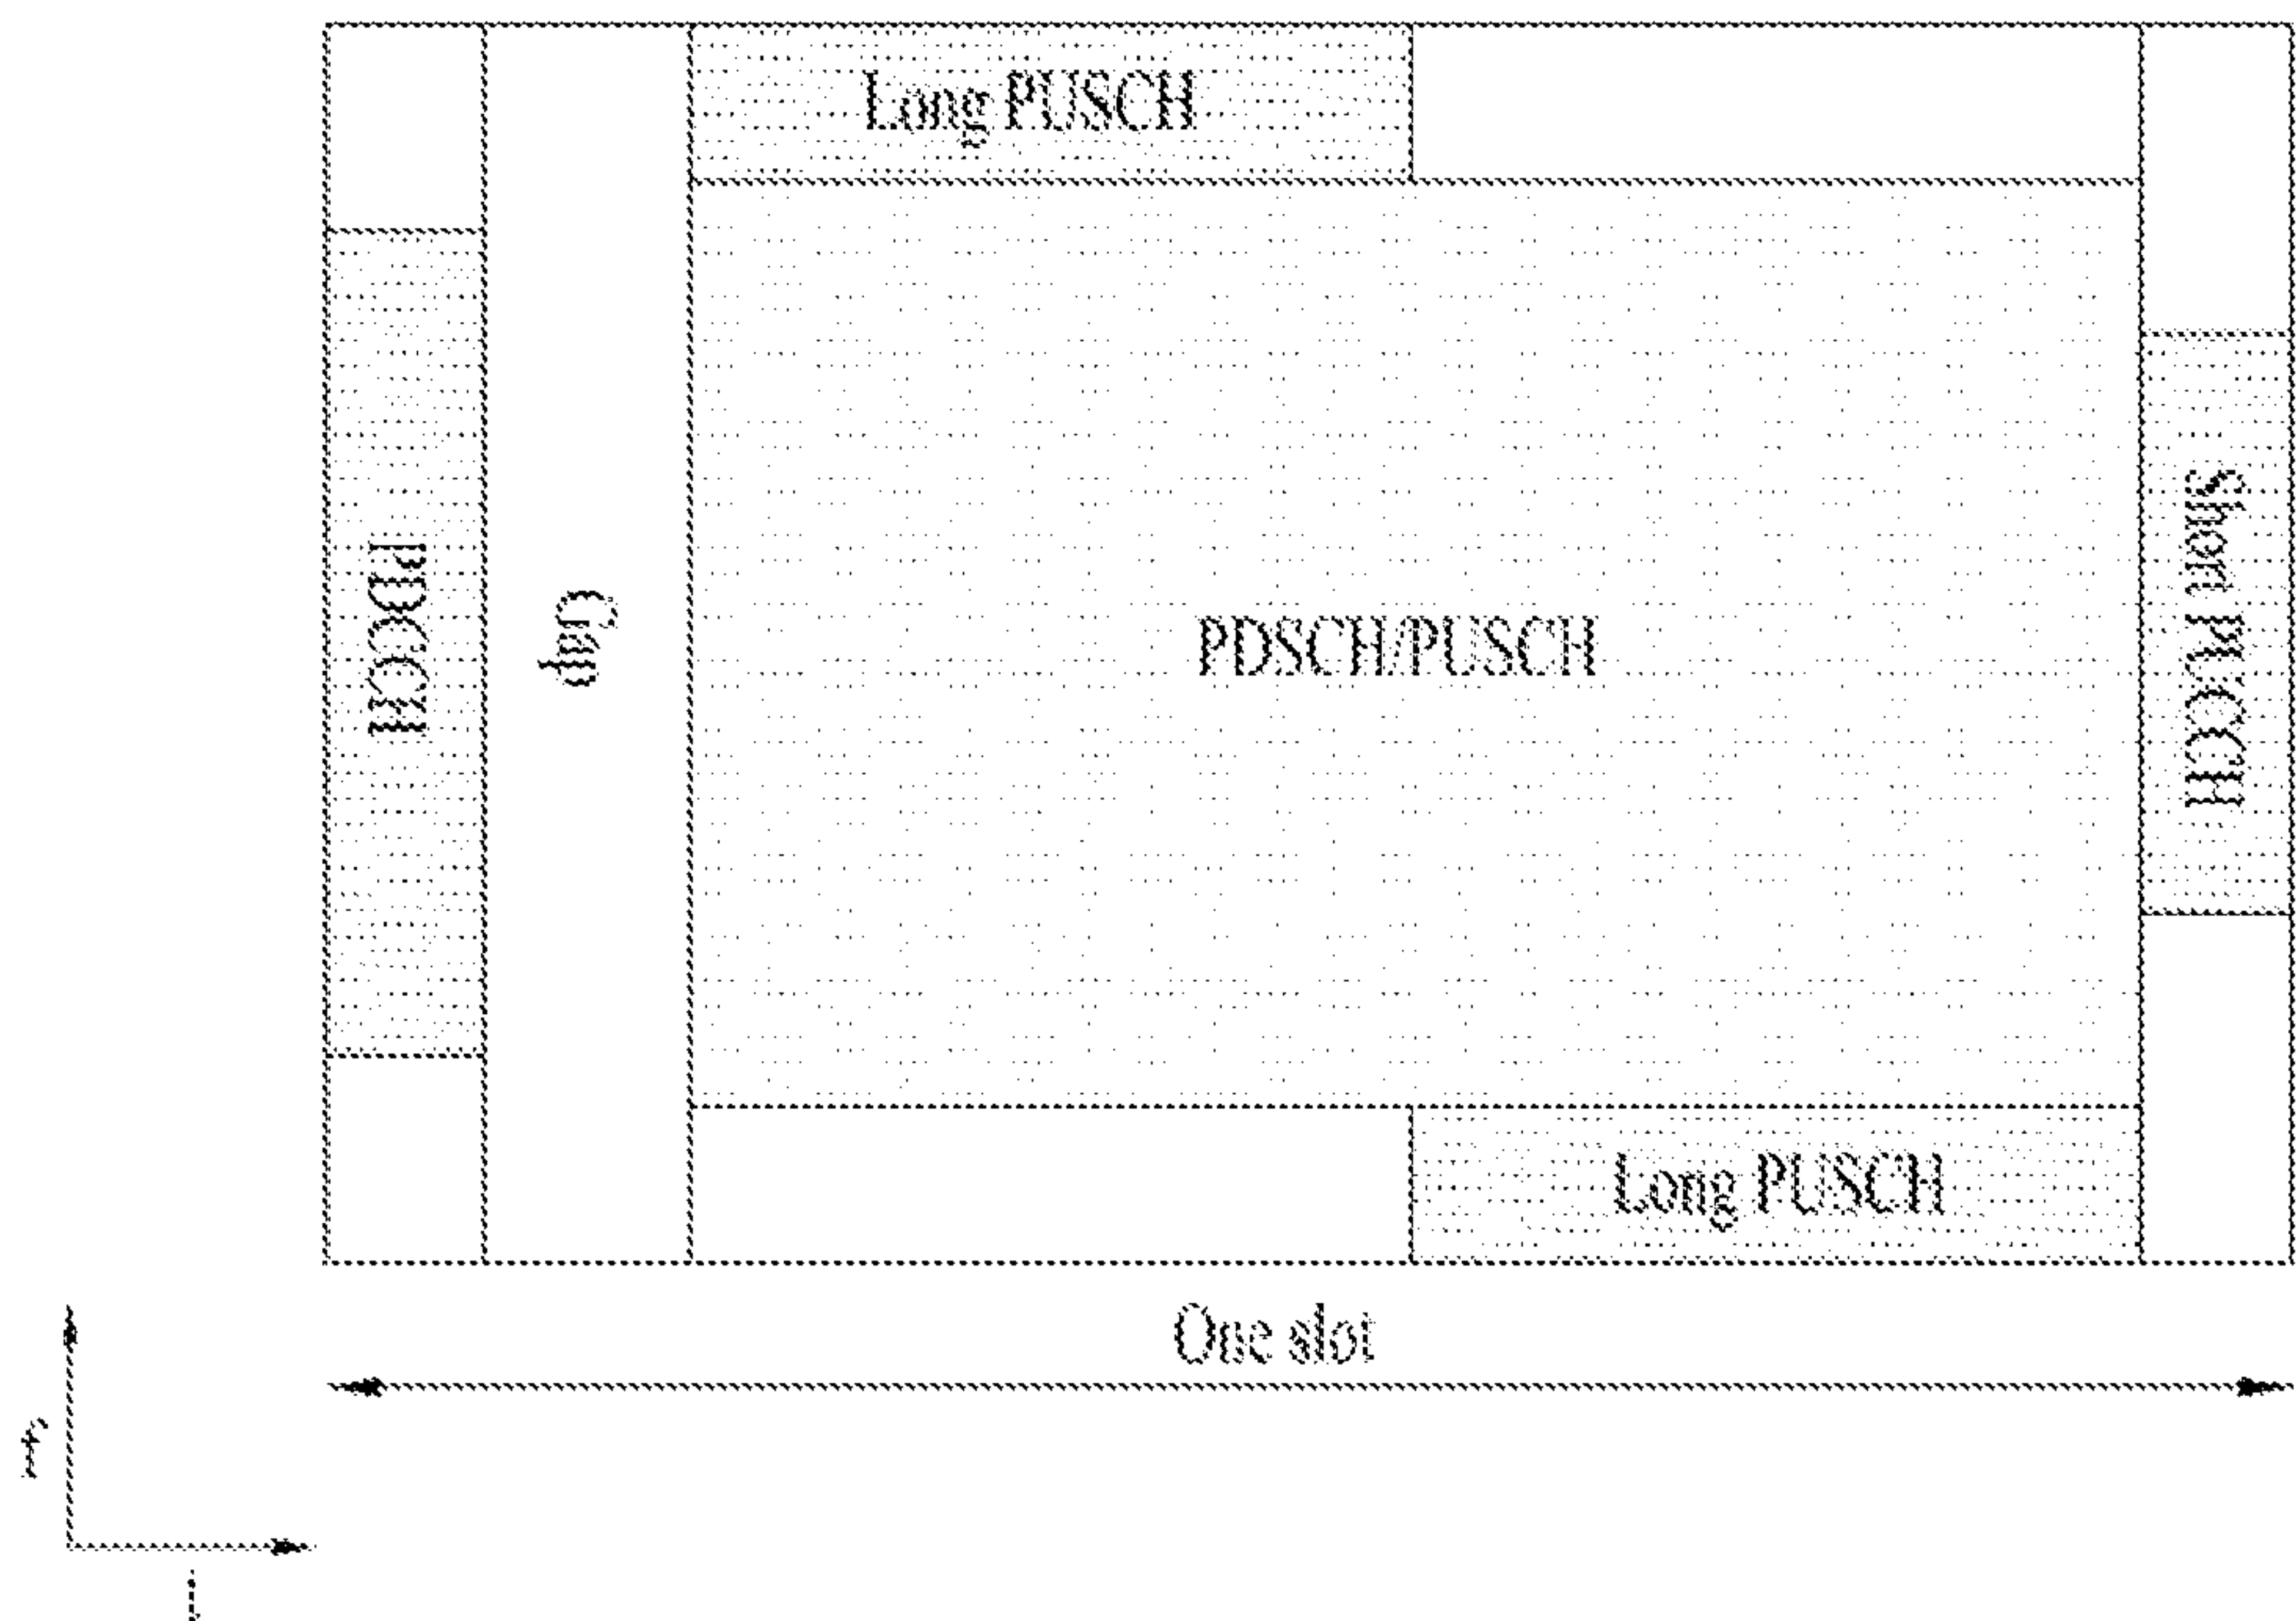 Long PUSCH
PDCCH
Gap
PDSCH/PUSCH
Short PUCCH
Long PUSCH
One slot
f